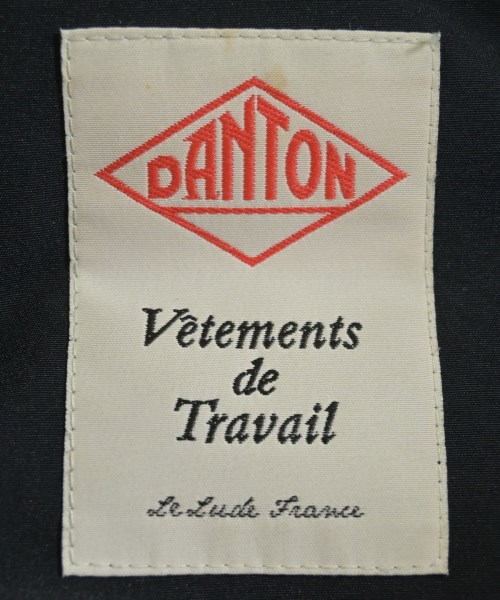 DANTON
Vêtements
de
Travail
Le Lude France